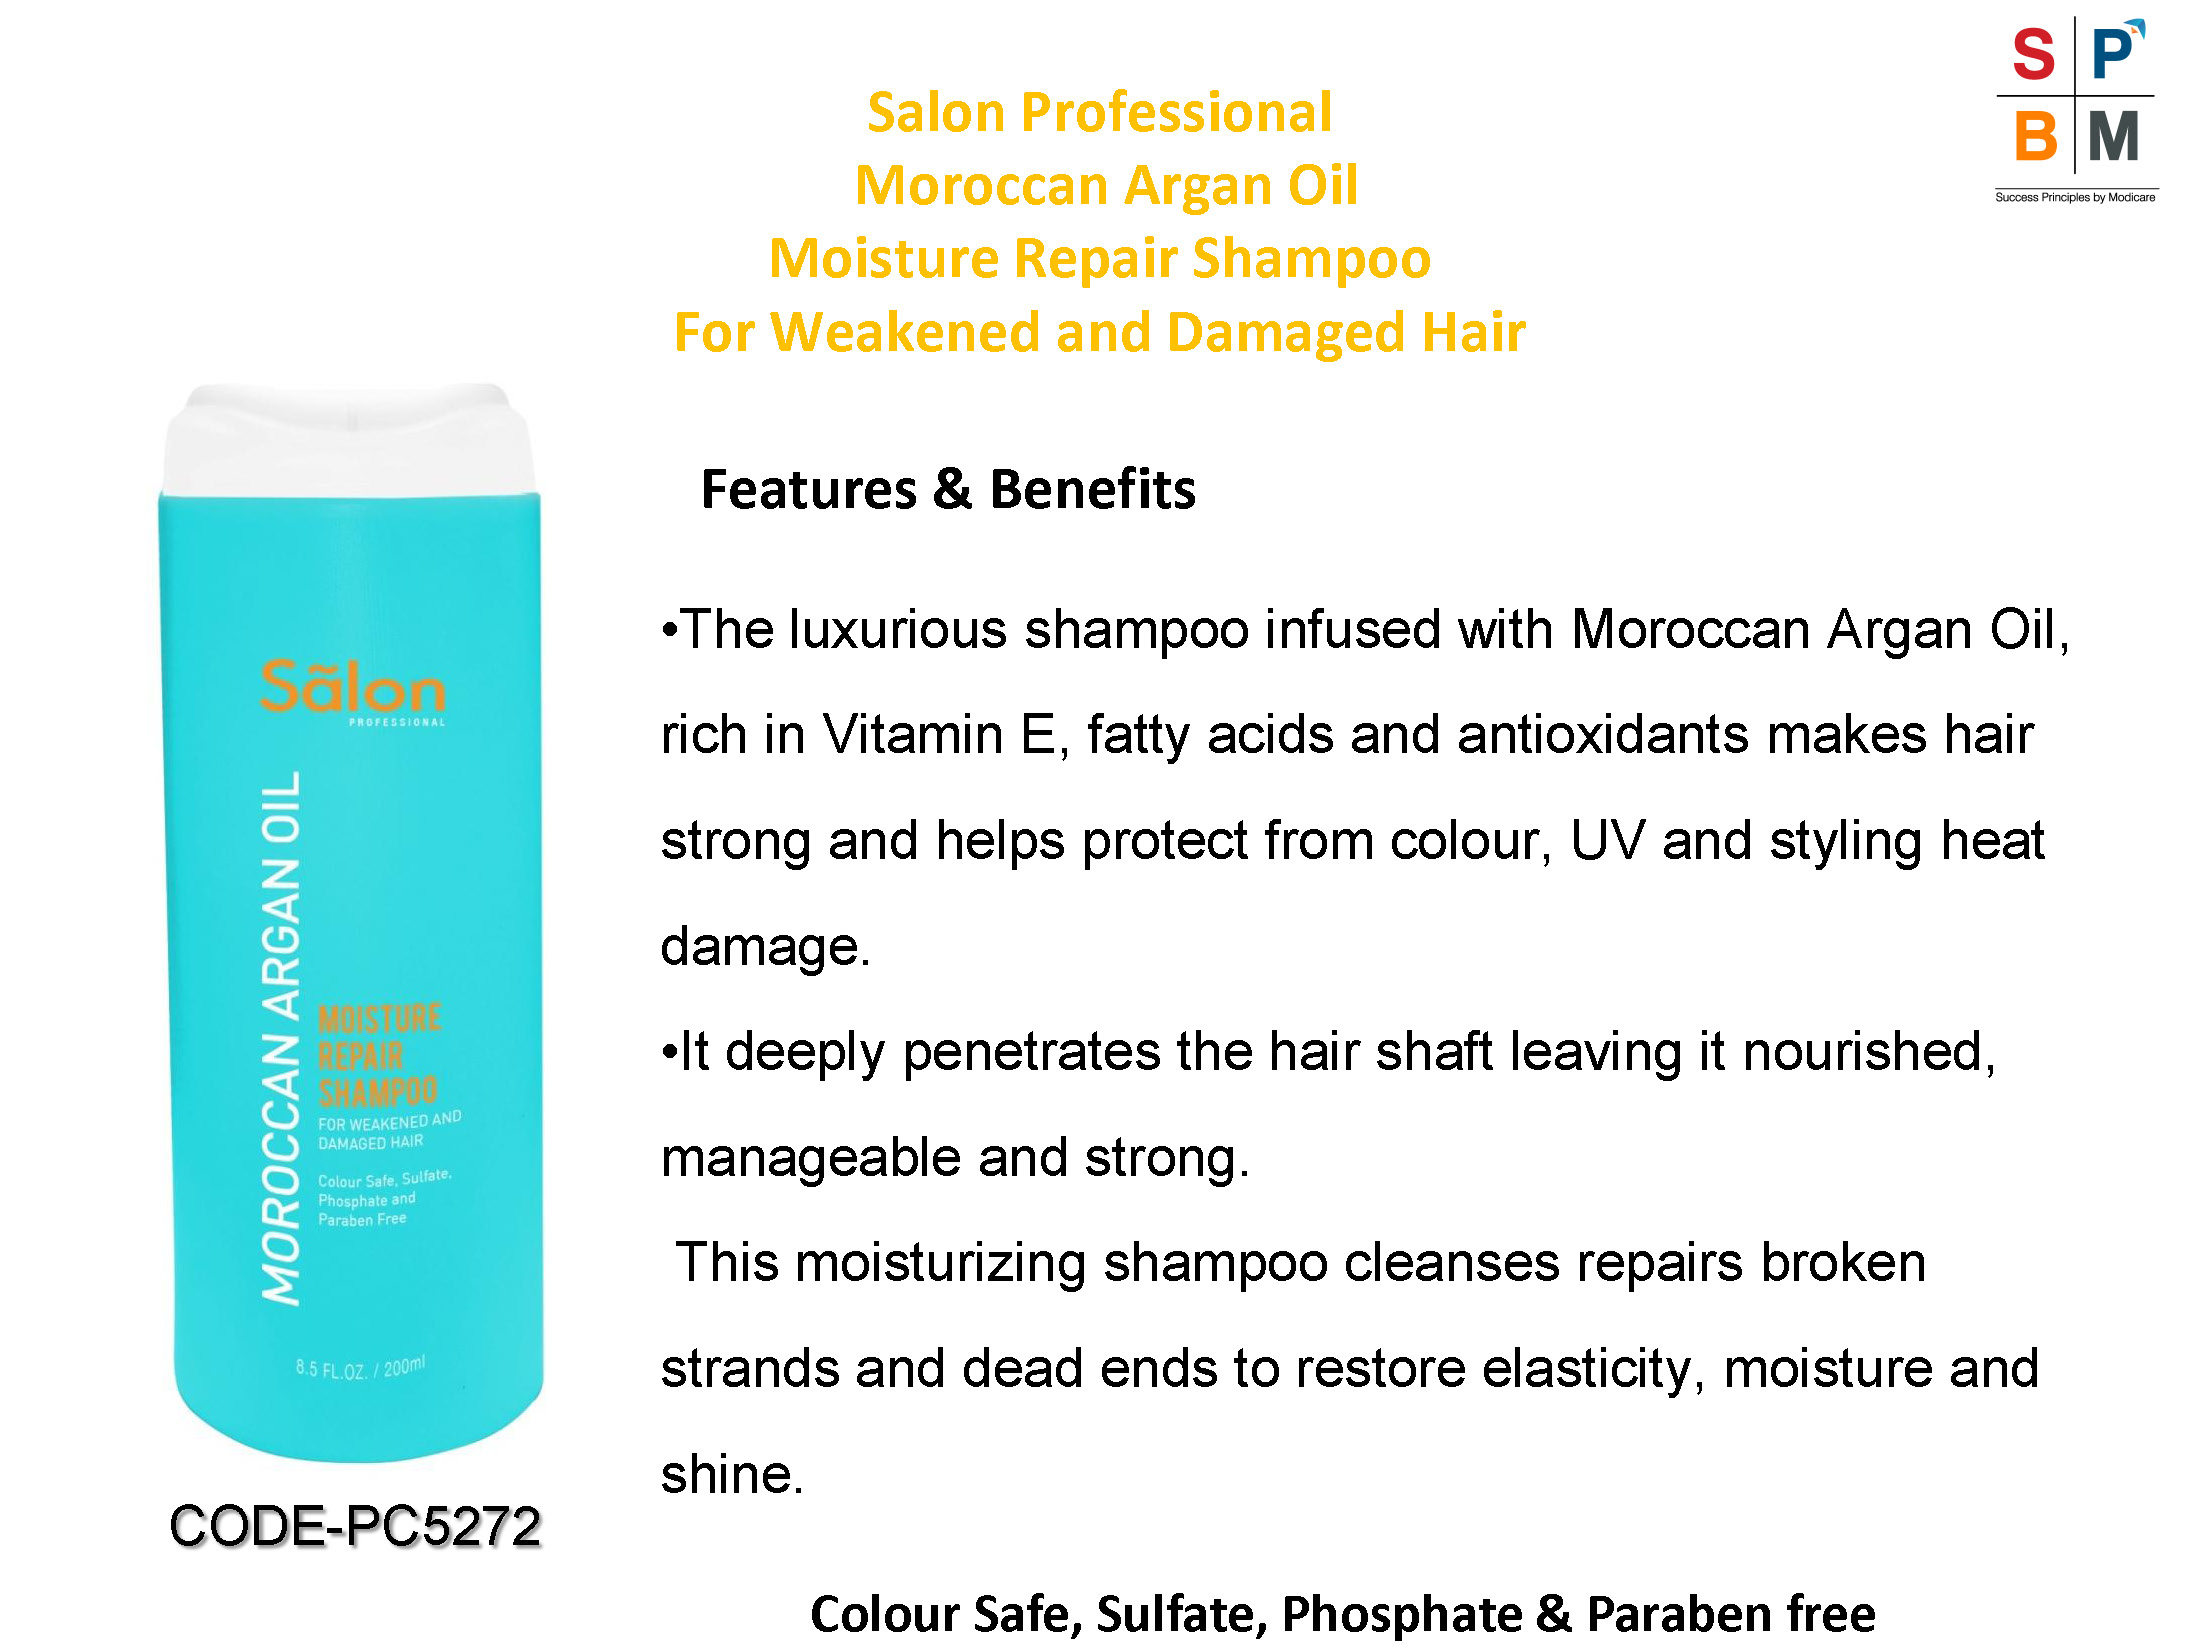 S P
B M
Success Principles by Modicare
Salon Professional
Moroccan Argan Oil
Moisture Repair Shampoo
For Weakened and Damaged Hair
Features & Benefits
•The luxurious shampoo infused with Moroccan Argan Oil,
rich in Vitamin E, fatty acids and antioxidants makes hair
strong and helps protect from colour, UV and styling heat
damage.
•It deeply penetrates the hair shaft leaving it nourished,
manageable and strong.
This moisturizing shampoo cleanses repairs broken
strands and dead ends to restore elasticity, moisture and
shine.
Colour Safe, Sulfate, Phosphate & Paraben free
Sãlon
PROFESSIONAL
MOROCCAN ARGAN OIL
MOISTURE
REPAIR
SHAMPOO
FOR WEAKENED AND
DAMAGED HAIR
Colour Safe, Sulfate,
Phosphate and
Paraben Free
8.5 FL.OZ. / 200ml
CODE-PC5272